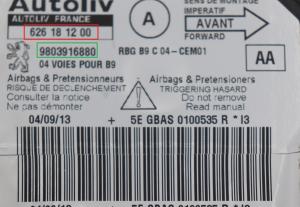 Autoliv
AUTOLIV FRANCE
626 18 12 00
9803916880
04 VOIES POUR B9
A
SENS DE MONTAGE
IMPERATIF
AVANT
FORWARD
RBG B9 C 04 - CEM01
AA
Airbags & Pretensionneurs
RISQUE DE DECLENCHEMENT
Consulter la notice
Ne pas démonter
Airbags & Pretensioners
TRIGGERING HASARD
Do not remove
Read manual
04/09/13 + 5E GBAS 0100535 R * I3